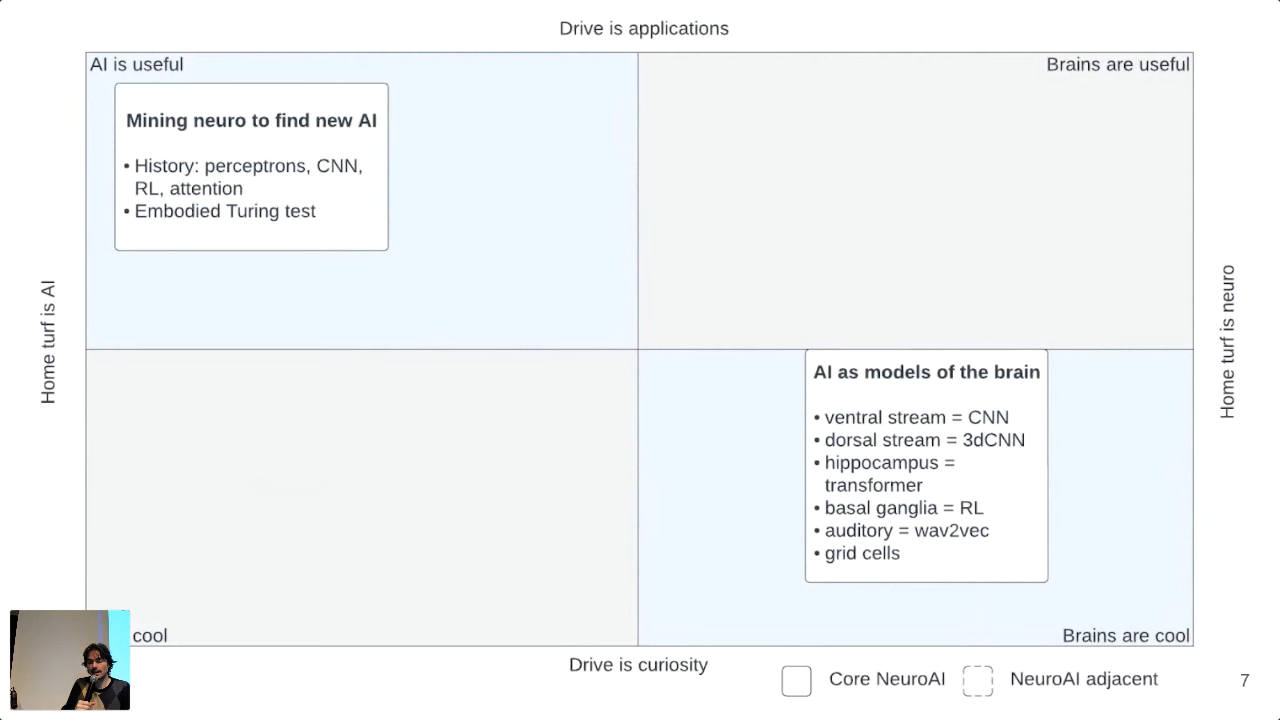 Drive is applications
AI is useful
Brains are useful
Mining neuro to find new AI
• History: perceptrons, CNN,
RL, attention
• Embodied Turing test
Home turf is AI
Home turf is neuro
AI as models of the brain
• ventral stream = CNN
• dorsal stream = 3dCNN
• hippocampus =
transformer
• basal ganglia = RL
• auditory = wav2vec
• grid cells
cool
Brains are cool
Drive is curiosity
Core NeuroAI
NeuroAI adjacent
7